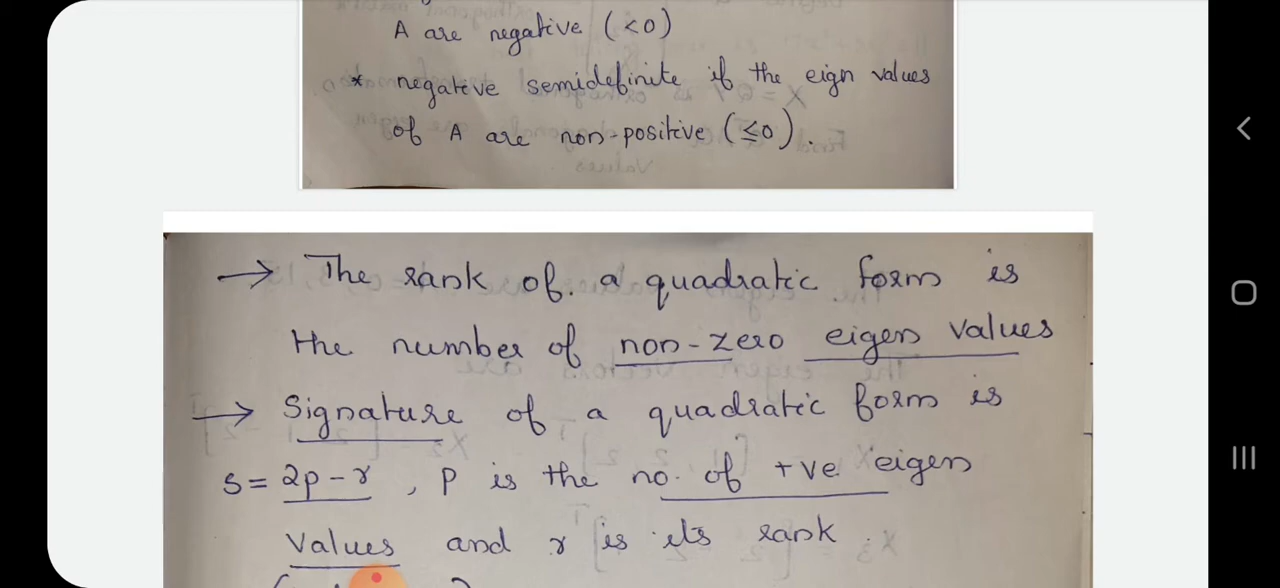 A are negative (<0)
* negative semidefinite if the eign values
of A are non-positive (≤0).
→ The rank of. a quadratic form is
the number of non-zero eigen values
→ Signature of a quadratic form is
s = 2p-r, p is the no. of +ve eigen
values and r is its rank